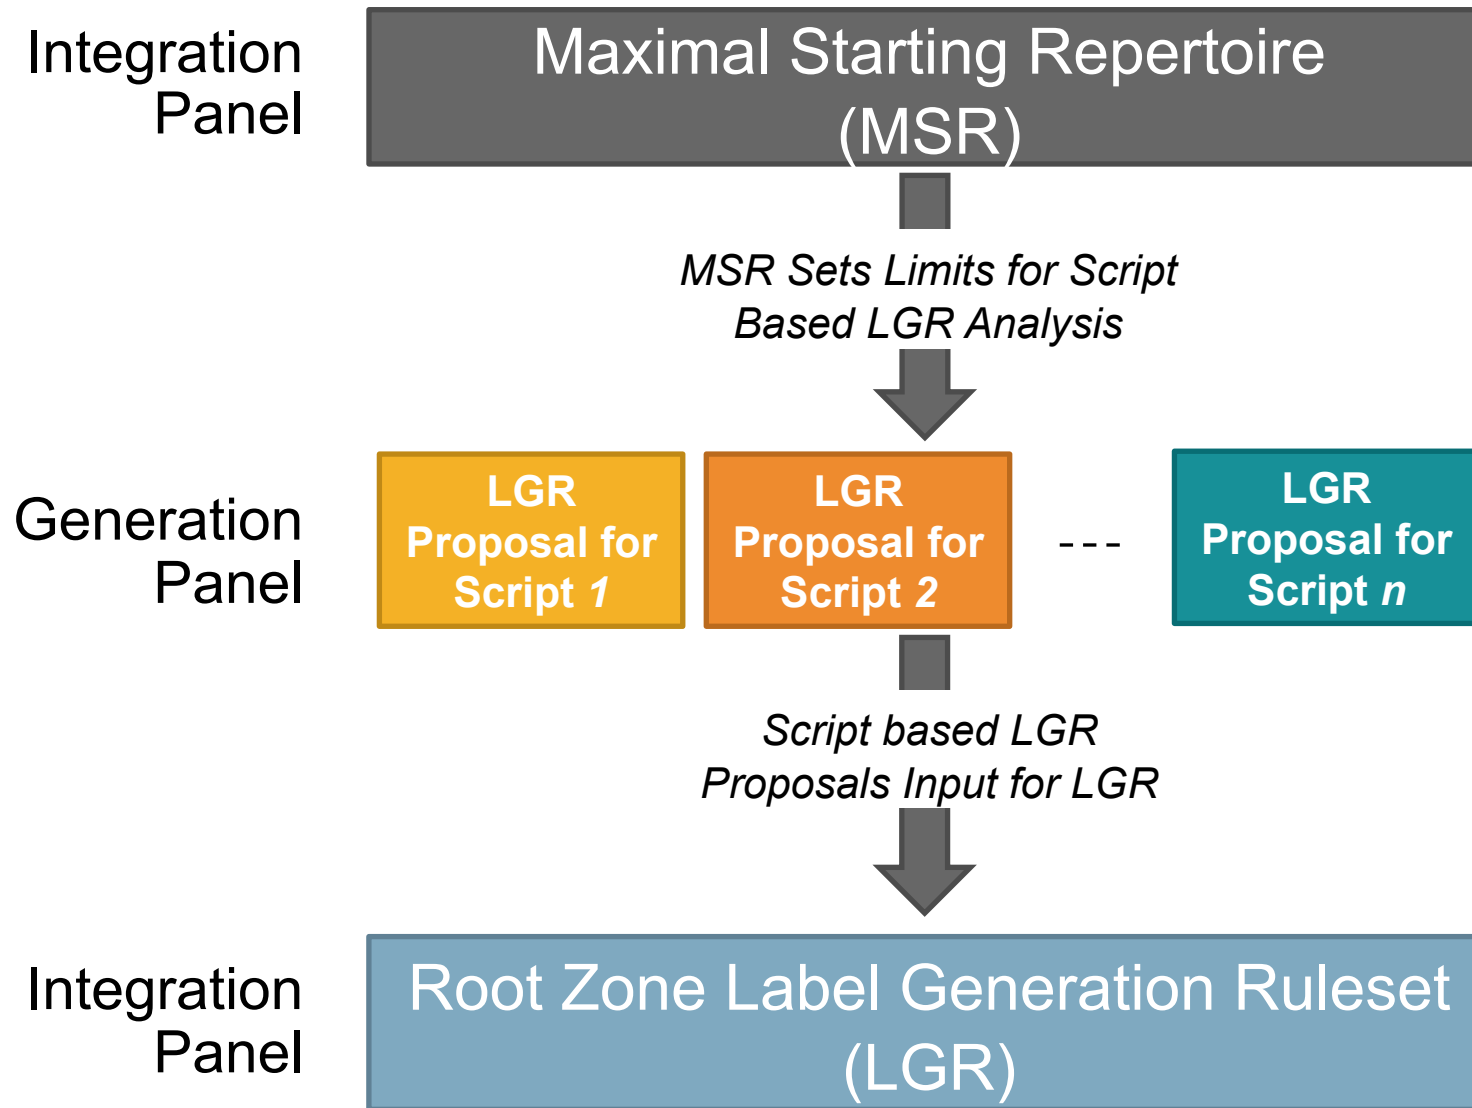 Integration
Panel
Maximal Starting Repertoire
(MSR)
MSR Sets Limits for Script
Based LGR Analysis
Generation
Panel
LGR
Proposal for
Script 1
LGR
Proposal for
Script 2
---
LGR
Proposal for
Script n
Script based LGR
Proposals Input for LGR
Integration
Panel
Root Zone Label Generation Ruleset
(LGR)